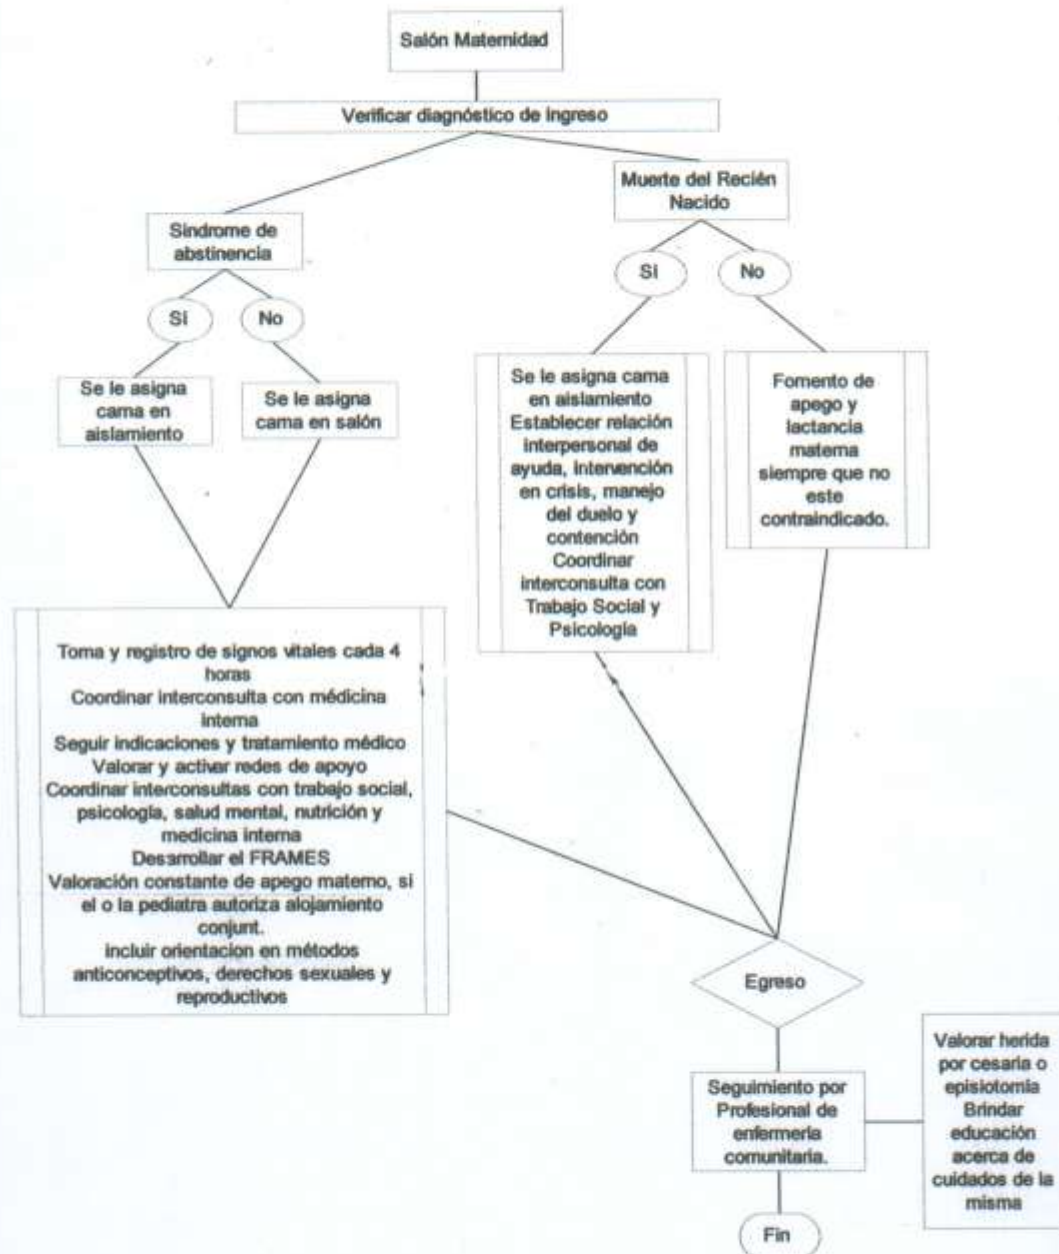 Salón Maternidad
Verificar diagnóstico de Ingreso
Muerte del Recién
Nacido
Síndrome de
abstinencia
Si
No
Sí
No
Se le asigna
cama en
aislamiento
Se le asigna
cama en salón
Se le asigna cama
en aislamiento
Establecer relación
interpersonal de
ayuda, intervención
en crisis, manejo
del duelo y
contención
Coordinar
interconsulta con
Trabajo Social y
Psicología
Fomento de
apego y
lactancia
materna
siempre que no
este
contraindicado.
Toma y registro de signos vitales cada 4
horas
Coordinar interconsulta con médicina
interna
Seguir indicaciones y tratamiento médico
Valorar y activar redes de apoyo
Coordinar interconsultas con trabajo social,
psicología, salud mental, nutrición y
medicina interna
Desarrollar el FRAMES
Valoración constante de apego materno, si
el o la pediatra autoriza alojamiento
conjunt.
incluir orientacion en métodos
anticonceptivos, derechos sexuales y
reproductivos
Egreso
Seguimiento por
Profesional de
enfermería
comunitaria.
Valorar herida
por cesaria o
episiotomía
Brindar
educación
acerca de
cuidados de la
misma
Fin